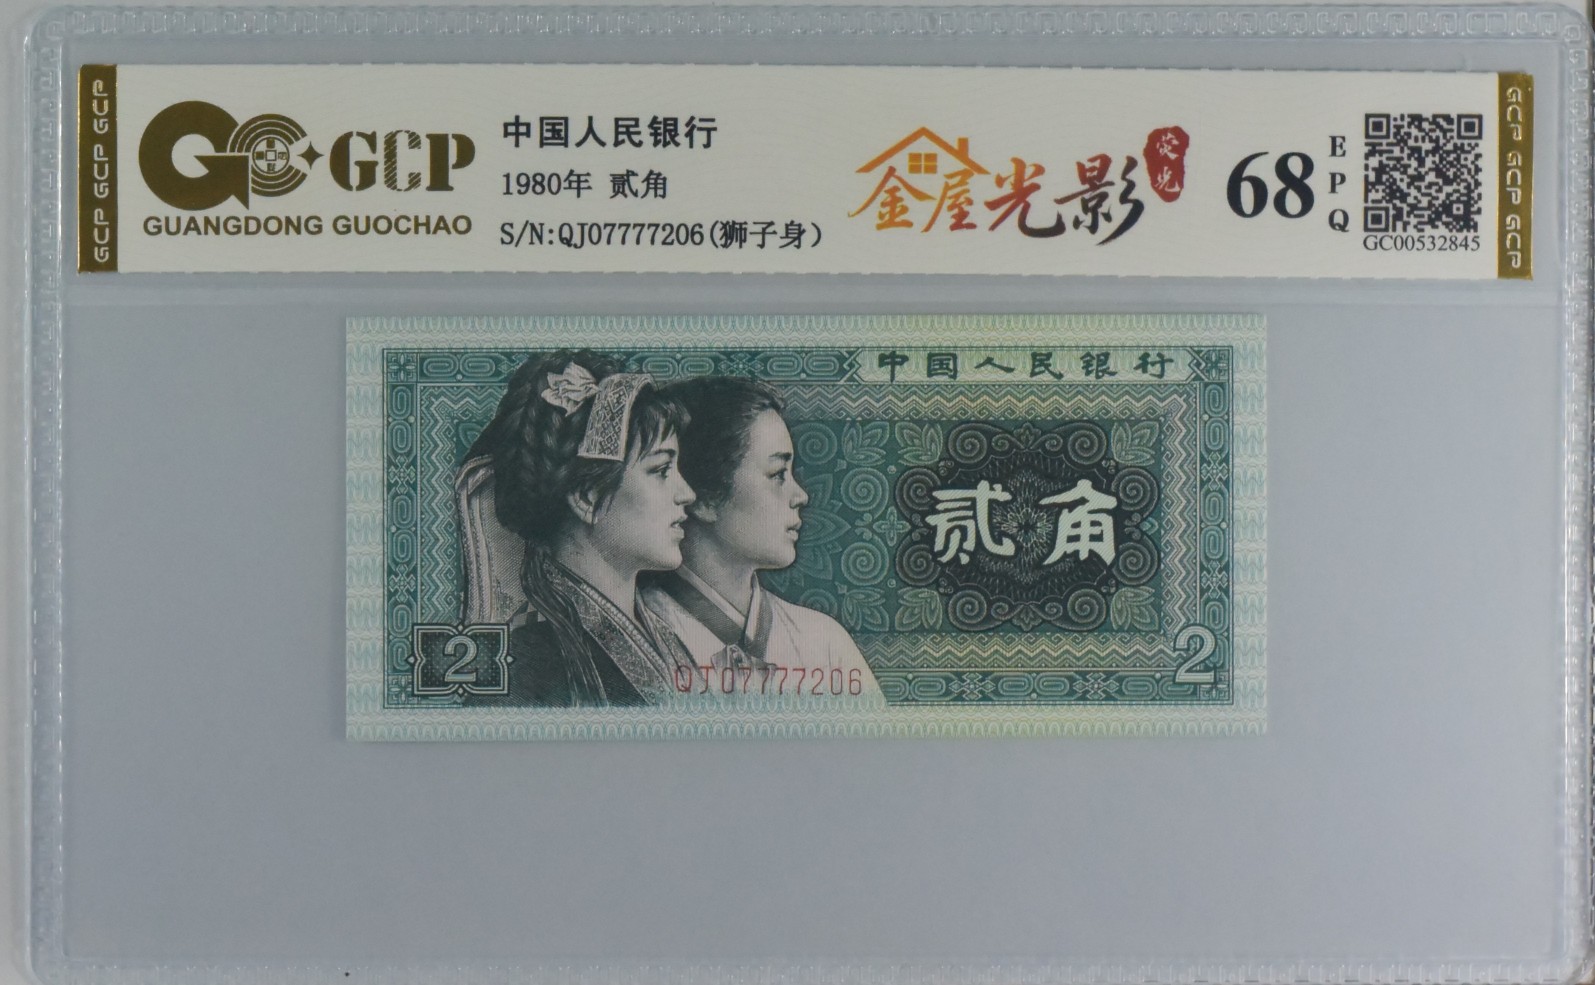 GCP GCP GCP
GCP
GUANGDONG GUOCHAO
中国人民银行
1980年 贰角
S/N:QJ07777206(狮子身)
金屋光影
荧光
68
EPQ
GC00532845
GCP GCP GCP
中国人民银行
贰角
2
2
QJ07777206